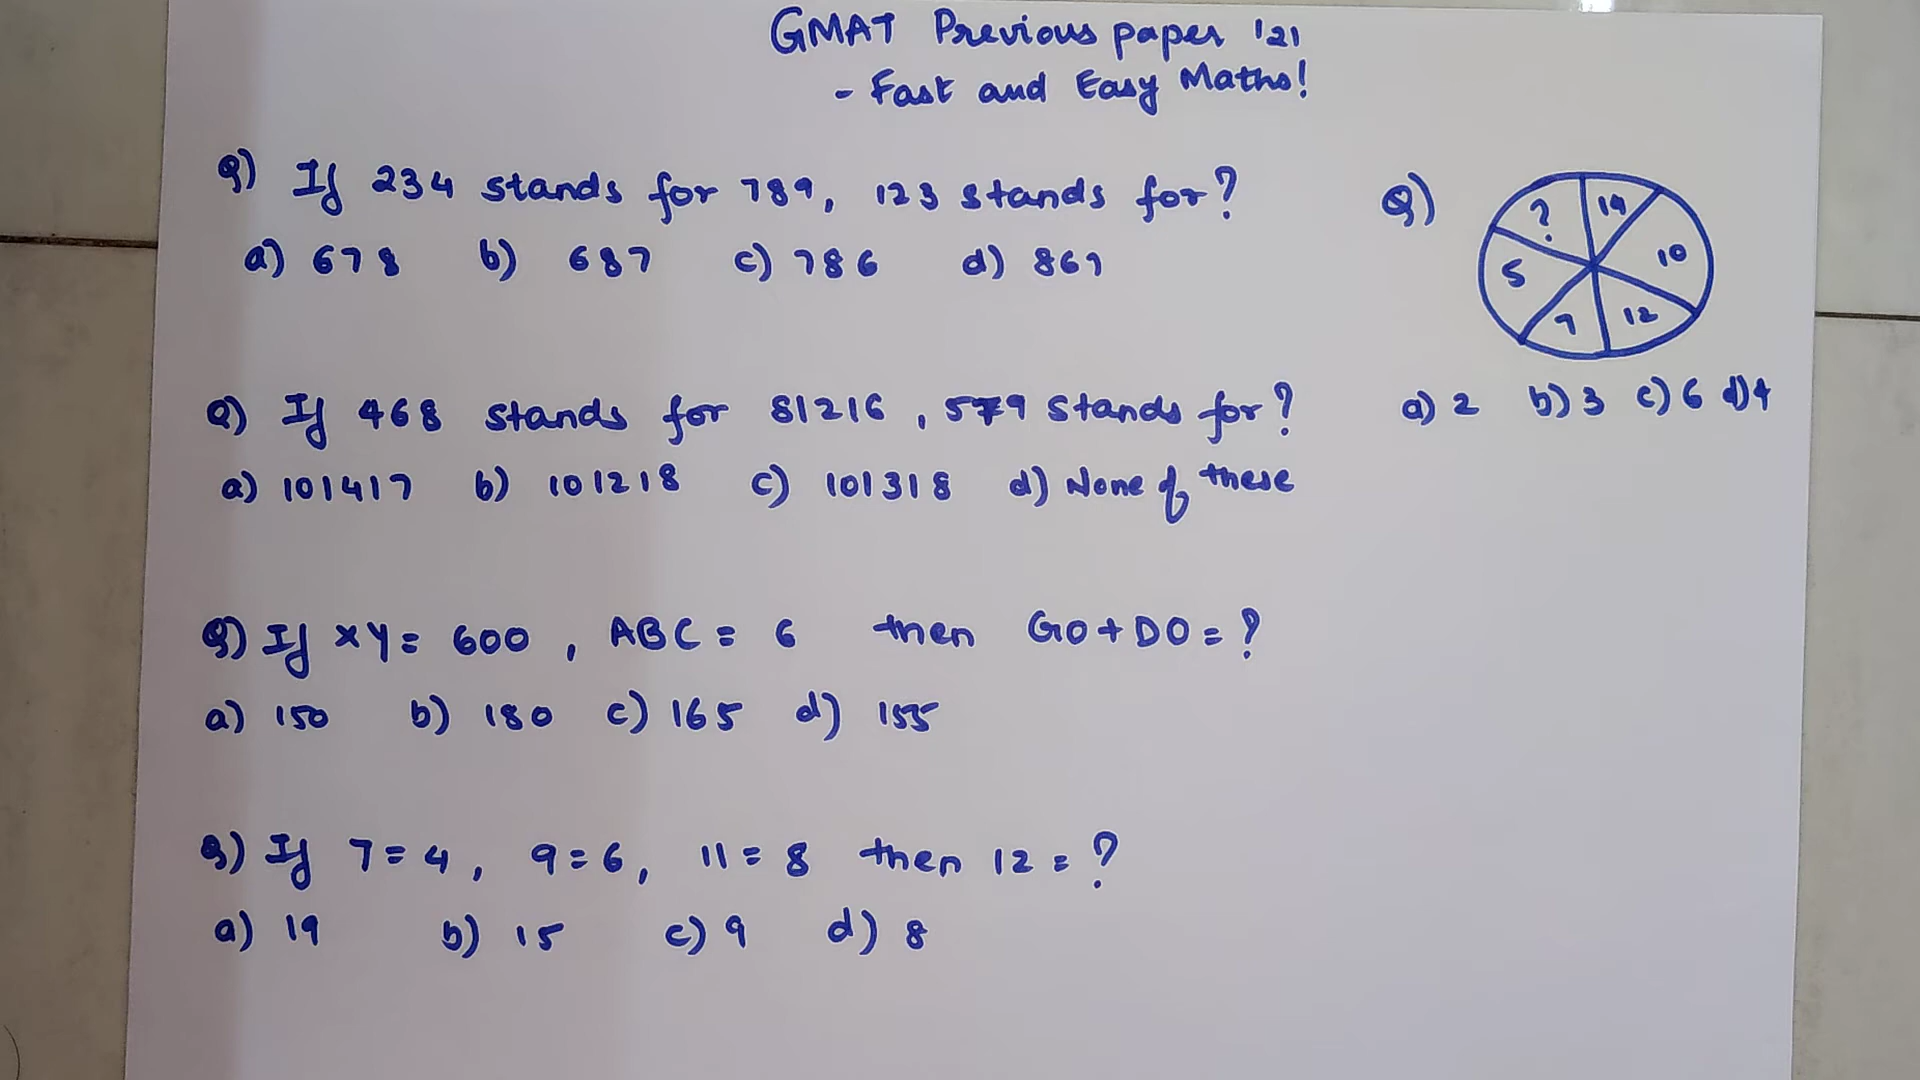 GMAT Previous paper '21
- Fast and Easy Maths!
Q) If 234 stands for 789, 123 stands for?
a) 678 b) 687 c) 786 d) 869
Q) If 468 stands for 81216, 579 stands for?
a) 101417 b) 101218 c) 101318 d) None of these
Q) If XY = 600, ABC = 6 then GO + DO = ?
a) 150 b) 180 c) 165 d) 155
Q) If 7 = 4, 9 = 6, 11 = 8 then 12 = ?
a) 19 b) 15 c) 9 d) 8
Q)
? 19
5 10
7 12
a) 2 b) 3 c) 6 d) 4